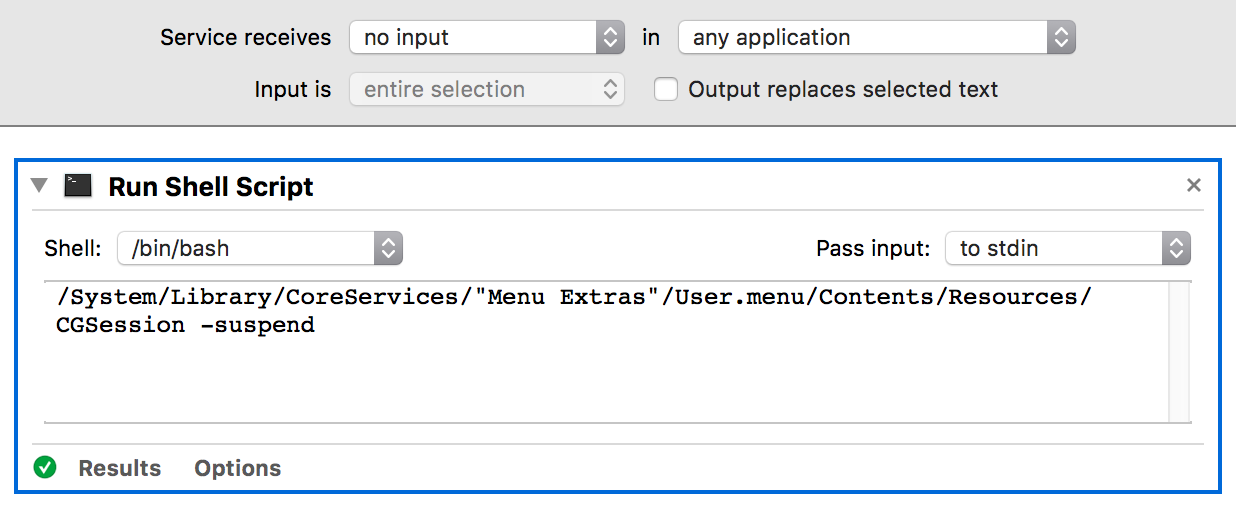 Service receives no input in any application
Input is entire selection Output replaces selected text
Run Shell Script
Shell: /bin/bash Pass input: to stdin
/System/Library/CoreServices/"Menu Extras"/User.menu/Contents/Resources/
CGSession -suspend
Results Options